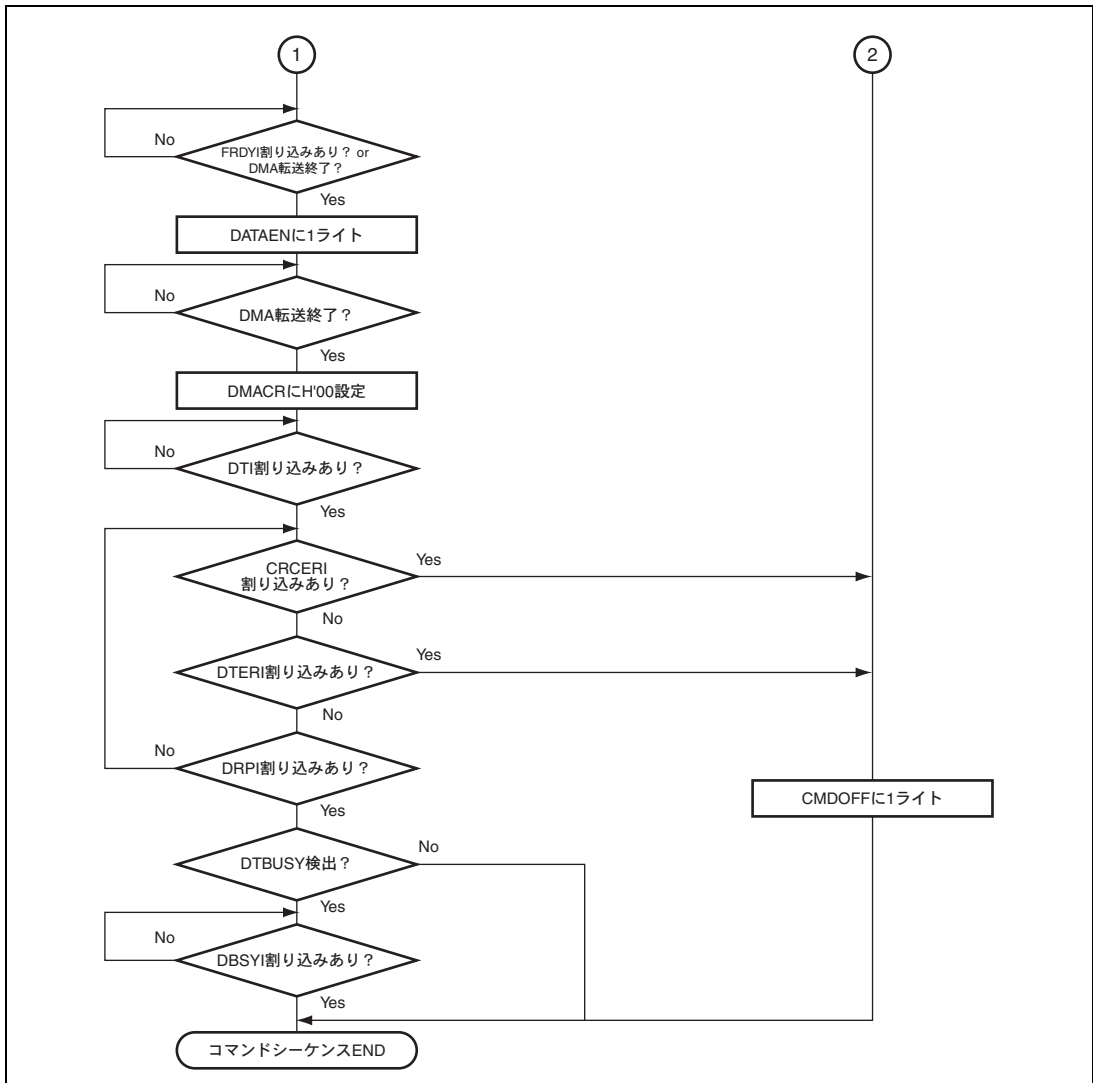 1
2
No
FRDYI割り込みあり? or
DMA転送終了?
Yes
DATAENに1ライト
No
DMA転送終了?
Yes
DMACRにH'00設定
No
DTI割り込みあり?
Yes
CRCERI
割り込みあり?
Yes
No
DTERI割り込みあり?
Yes
No
No
DRPI割り込みあり?
Yes
CMDOFFに1ライト
DTBUSY検出?
No
Yes
No
DBSYI割り込みあり?
Yes
コマンドシーケンスEND